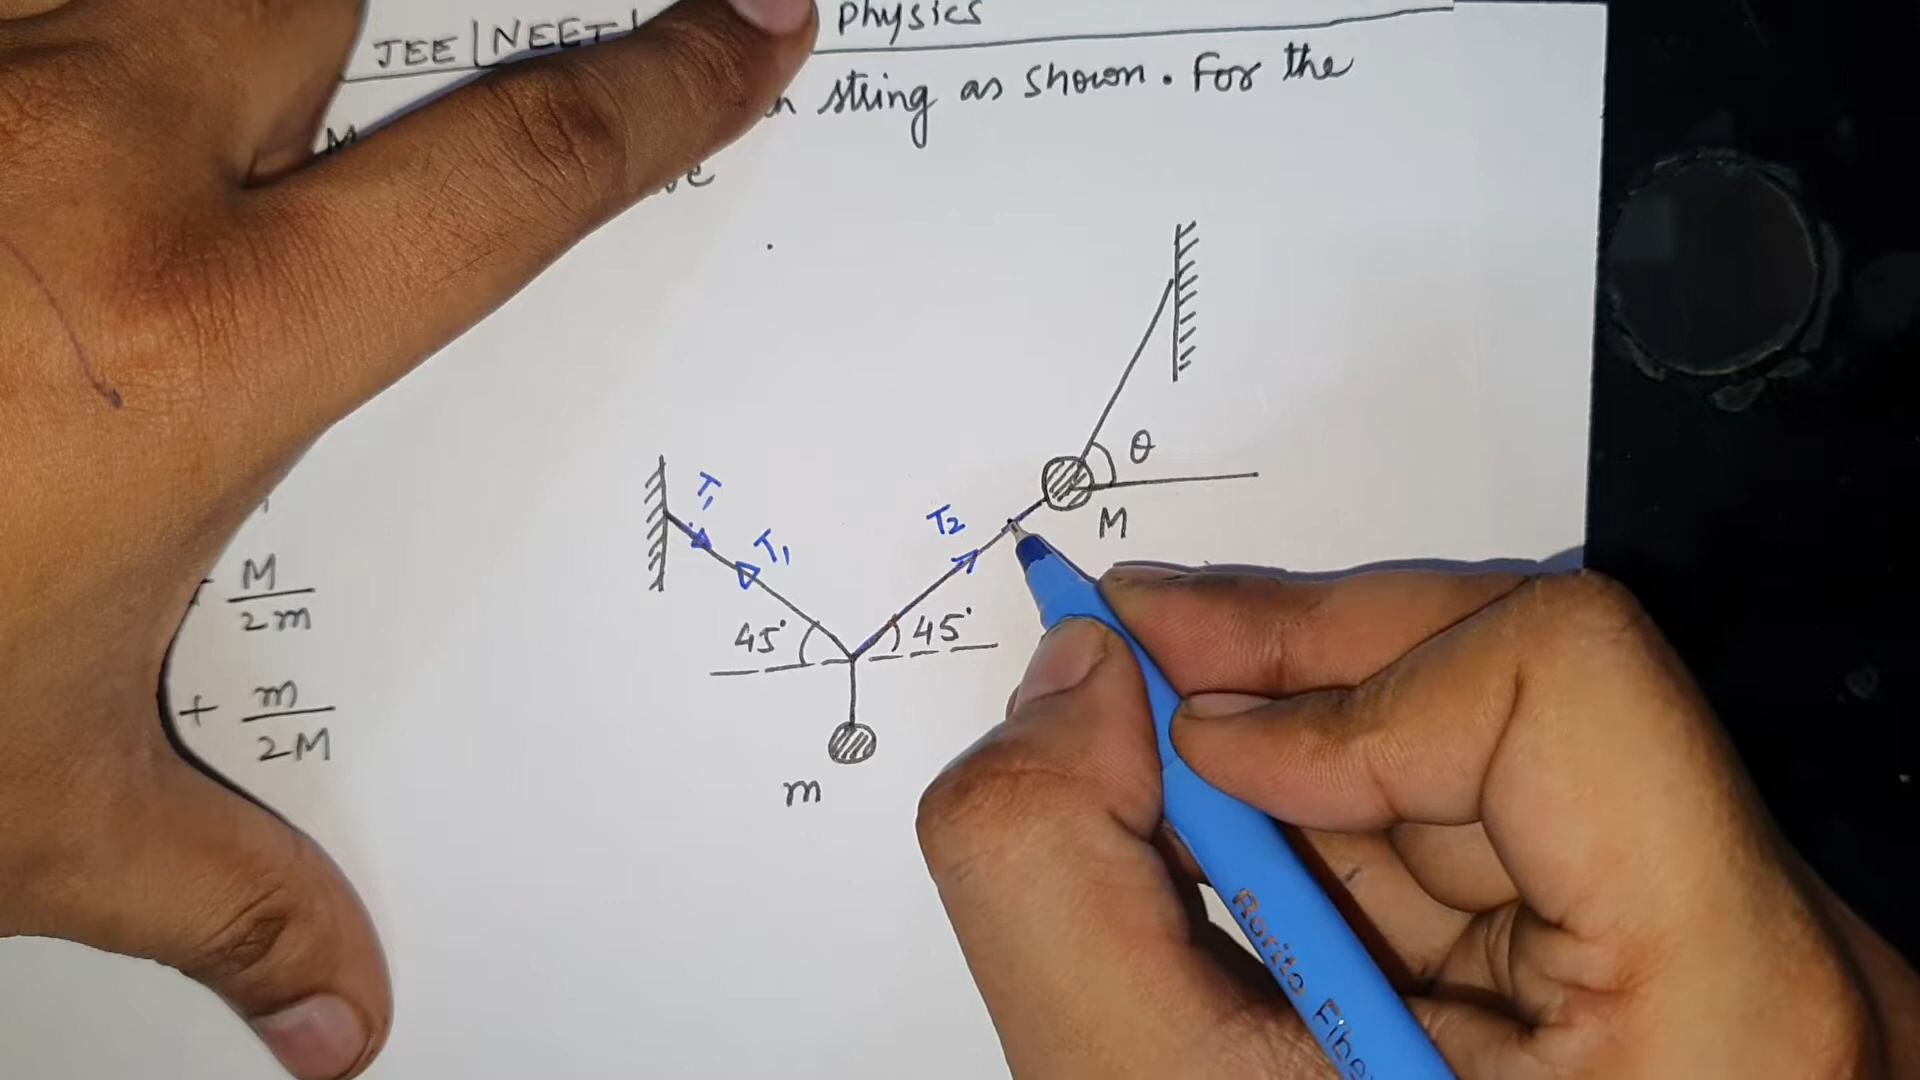 JEE|NEET| Physics
string as shown. For the
M
θ
M
T₁
T₁
T₂
45°
45°
m
M
2m
+ m
2M
Rorito Fibe